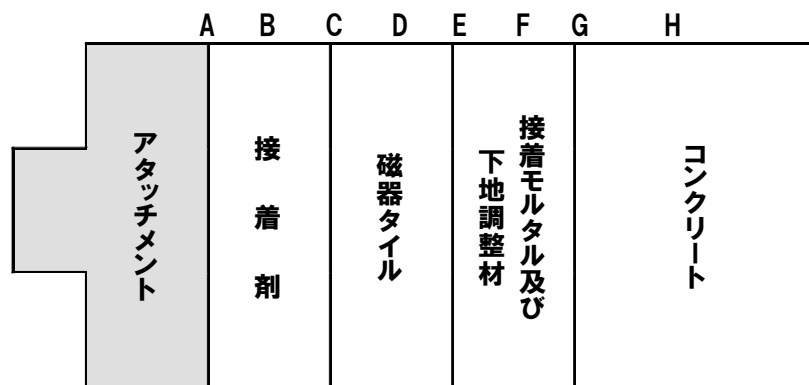 A B C D E F G H
アタッチメント
接着剤
磁器タイル
接着モルタル及び
下地調整材
コンクリート